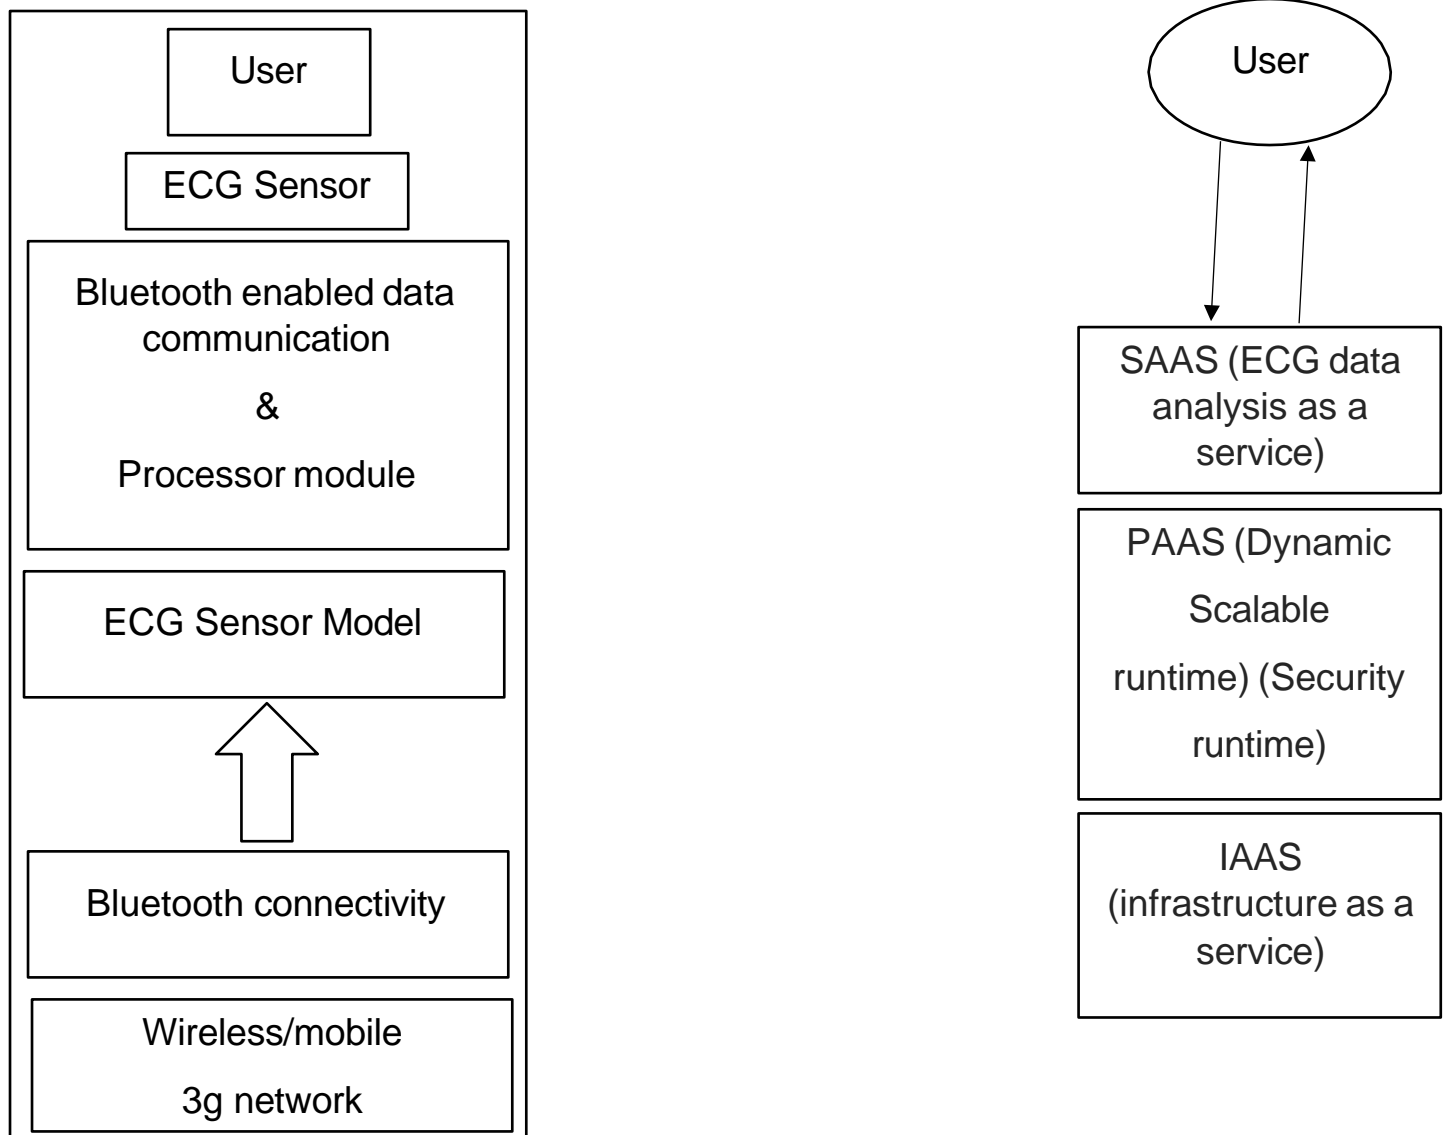 User
ECG Sensor
Bluetooth enabled data
communication
&
Processor module
ECG Sensor Model
Bluetooth connectivity
Wireless/mobile
3g network
User
SAAS (ECG data
analysis as a
service)
PAAS (Dynamic
Scalable
runtime) (Security
runtime)
IAAS
(infrastructure as a
service)